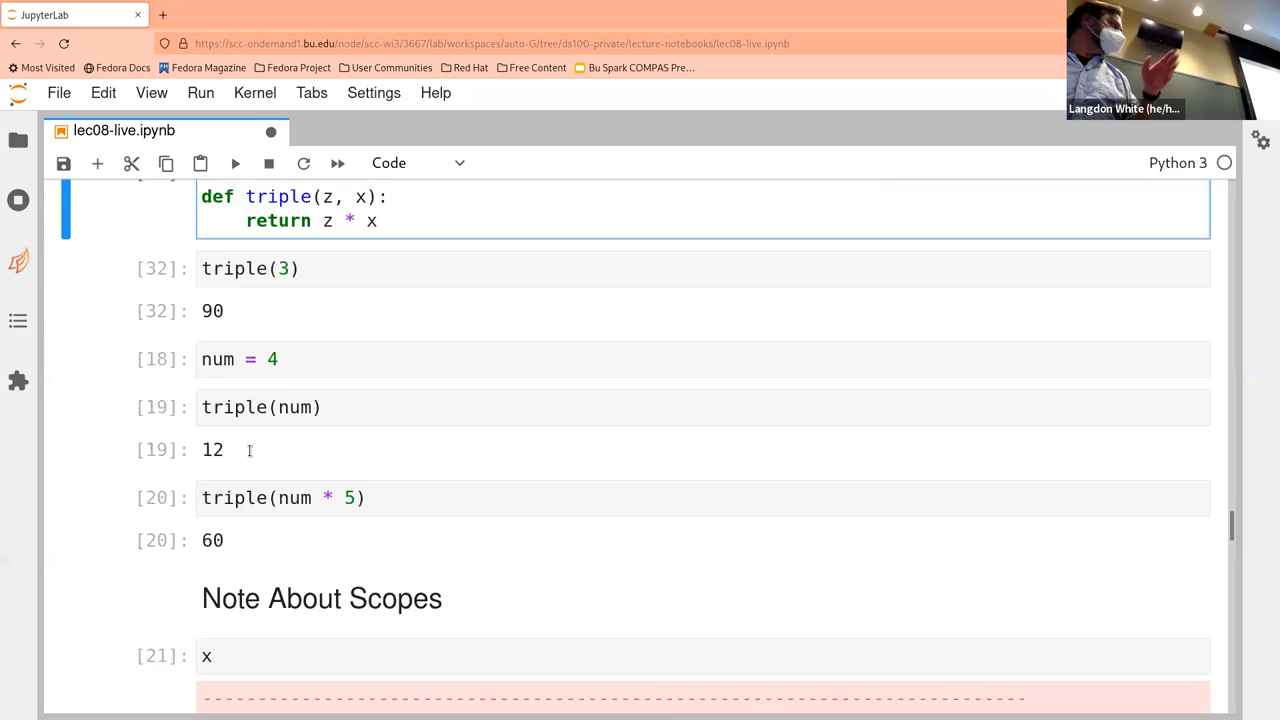 JupyterLab
https://scc-ondemand1.bu.edu/node/scc-wi3/3667/lab/workspaces/auto-G/tree/ds100-private/lecture-notebooks/lec08-live.ipynb
Most Visited Fedora Docs Fedora Magazine Fedora Project User Communities Red Hat Free Content Bu Spark COMPAS Pre...
Langdon White (he/h...
File Edit View Run Kernel Tabs Settings Help
lec08-live.ipynb
Code Python 3
def triple(z, x):
return z * x
[32]: triple(3)
[32]: 90
[18]: num = 4
[19]: triple(num)
[19]: 12
[20]: triple(num * 5)
[20]: 60
Note About Scopes
[21]: x
---------------------------------------------------------------------------